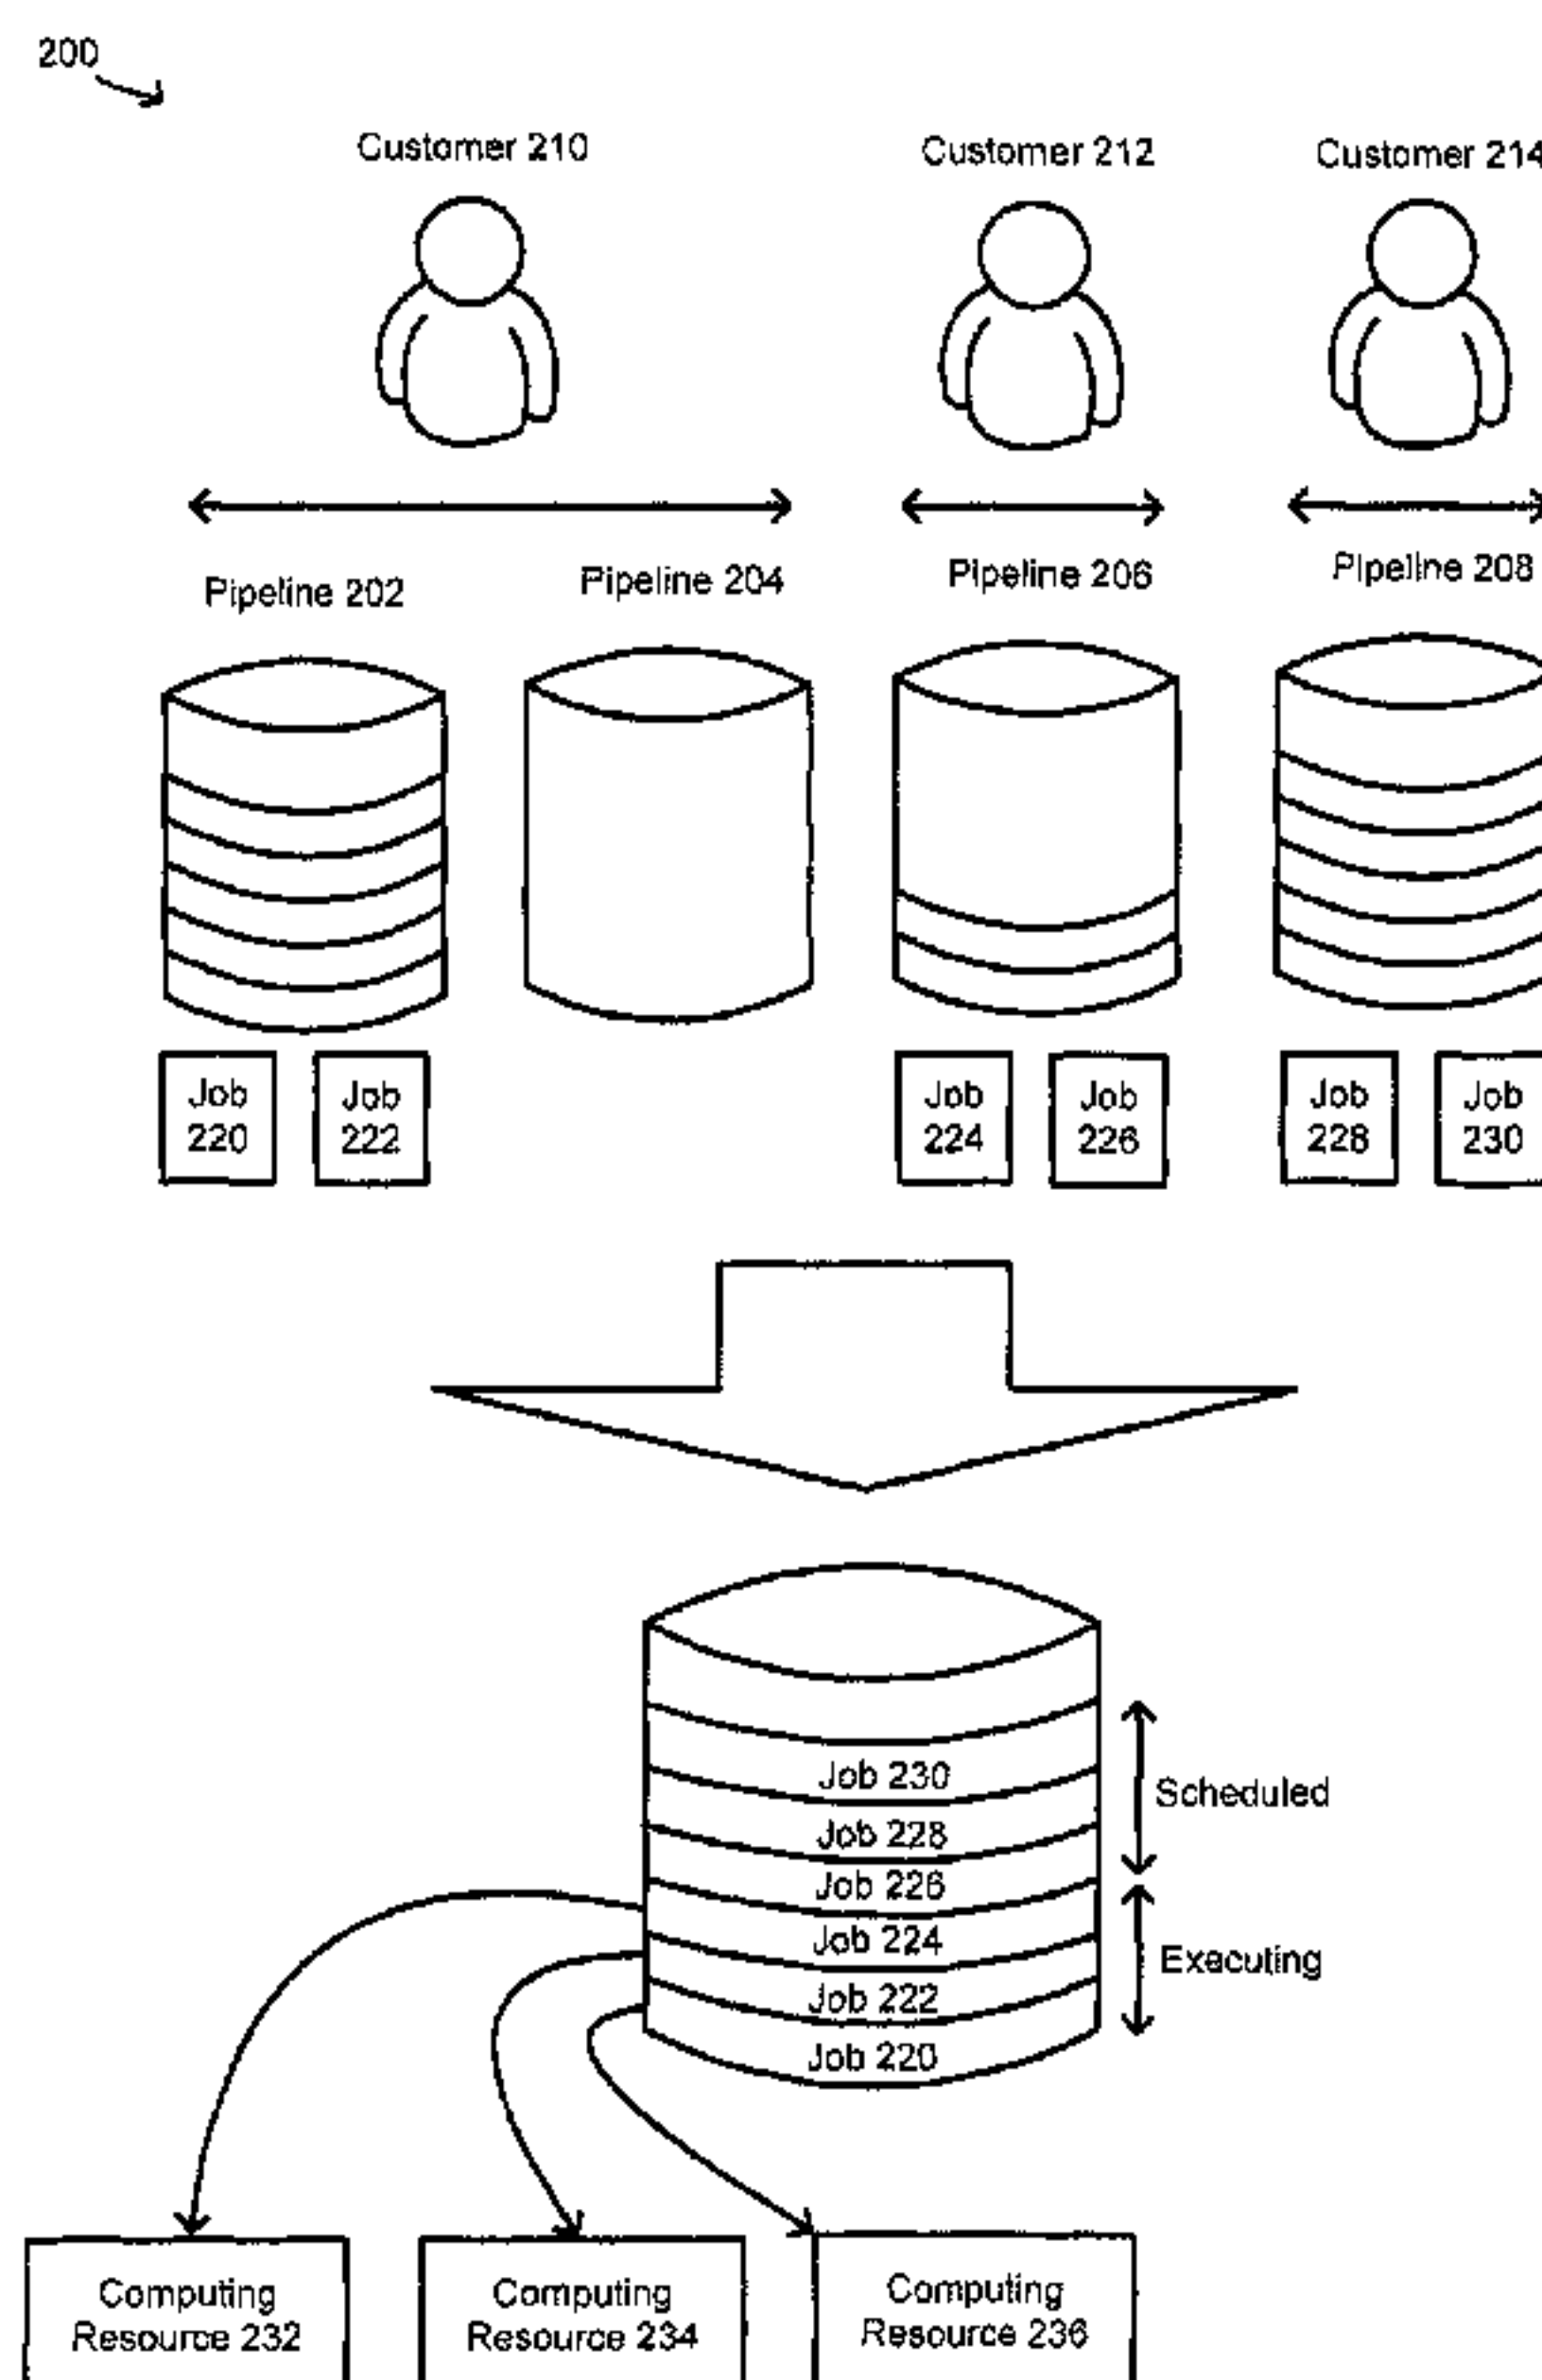 200
Customer 210
Customer 212
Customer 214
Pipeline 202
Pipeline 204
Pipeline 206
Pipeline 208
Job
220
Job
222
Job
224
Job
226
Job
228
Job
230
Job 230
Job 228
Job 226
Job 224
Job 222
Job 220
Scheduled
Executing
Computing
Resource 232
Computing
Resource 234
Computing
Resource 236